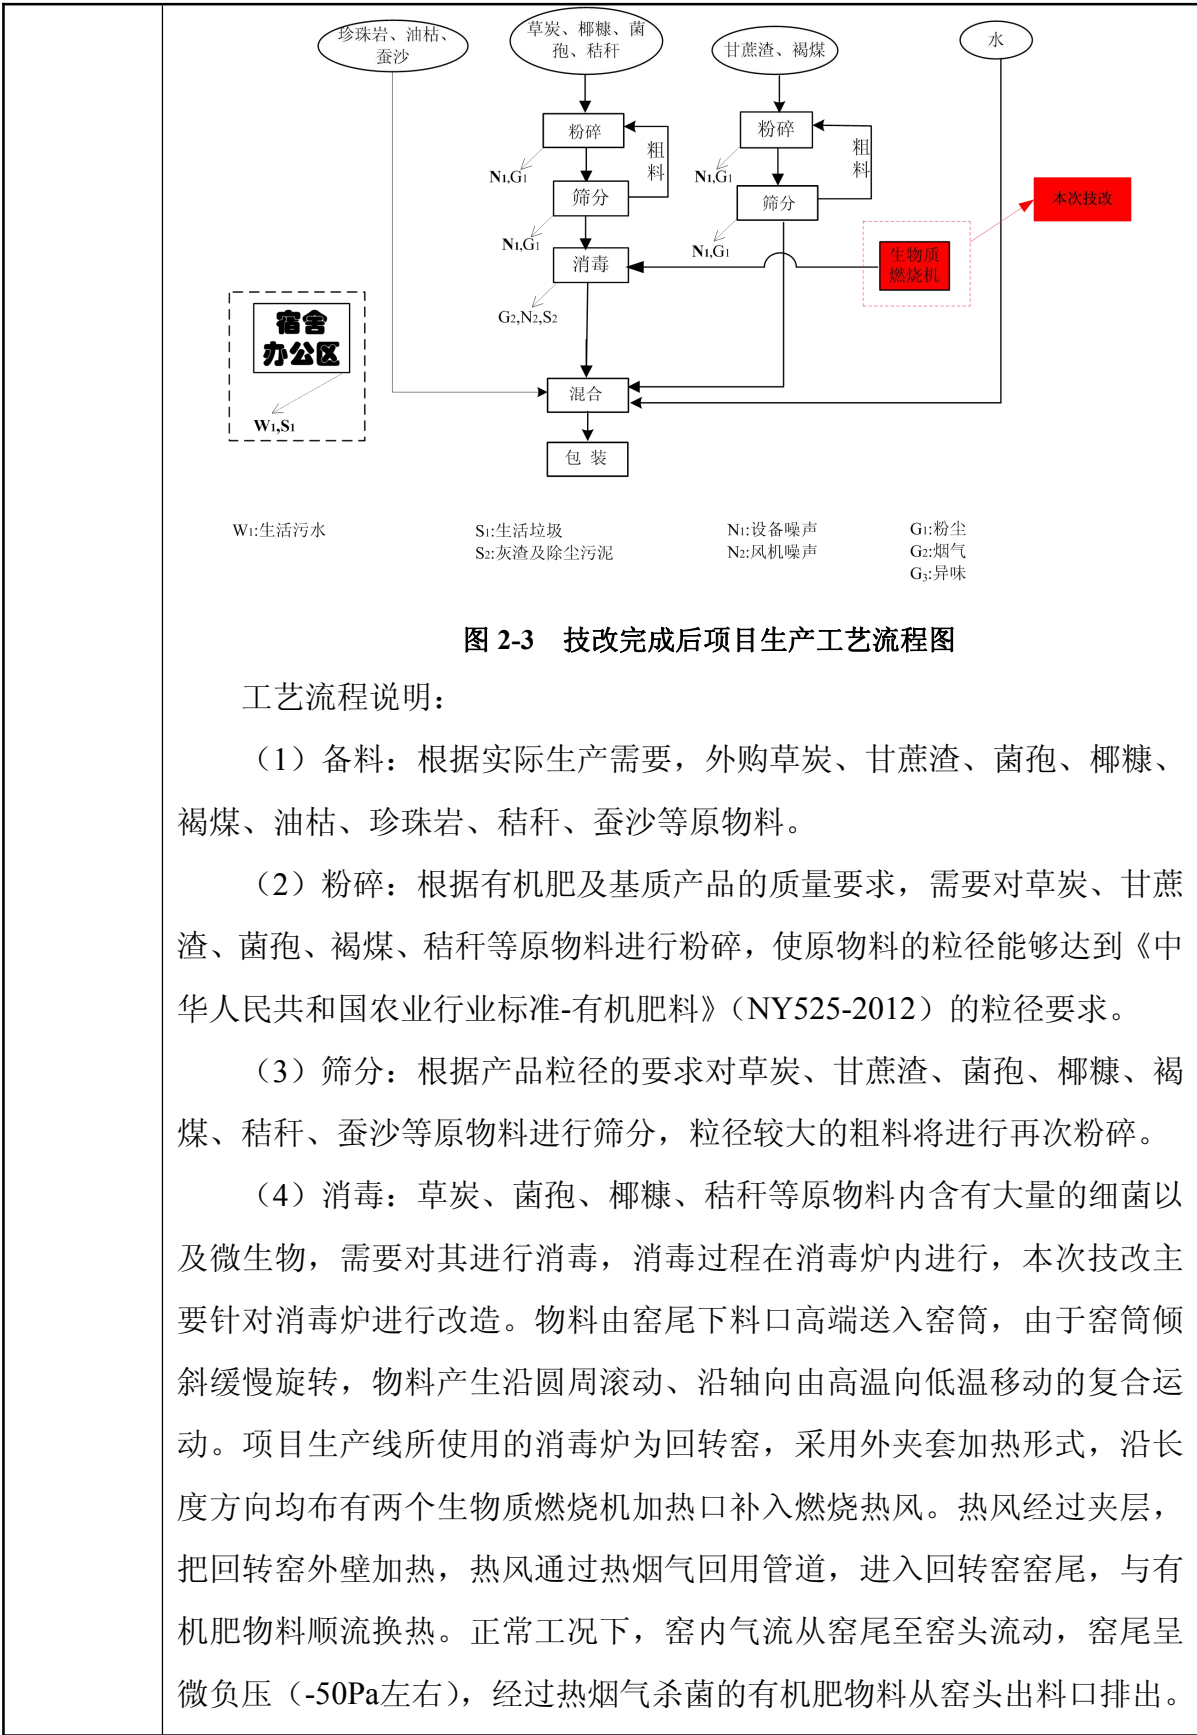 珍珠岩、油枯、
蚕沙
草炭、椰糠、菌
孢、秸秆
甘蔗渣、褐煤
水
粉碎
粗
料
N1,G1
筛分
N1,G1
消毒
G2,N2,S2
粉碎
粗
料
N1,G1
筛分
N1,G1
本次技改
生物质
燃烧机
宿舍
办公区
W1,S1
混合
包 装
W1:生活污水
S1:生活垃圾
S2:灰渣及除尘污泥
N1:设备噪声
N2:风机噪声
G1:粉尘
G2:烟气
G3:异味
图 2-3 技改完成后项目生产工艺流程图
工艺流程说明：
（1）备料：根据实际生产需要，外购草炭、甘蔗渣、菌孢、椰糠、
褐煤、油枯、珍珠岩、秸秆、蚕沙等原物料。
（2）粉碎：根据有机肥及基质产品的质量要求，需要对草炭、甘蔗
渣、菌孢、褐煤、秸秆等原物料进行粉碎，使原物料的粒径能够达到《中
华人民共和国农业行业标准-有机肥料》（NY525-2012）的粒径要求。
（3）筛分：根据产品粒径的要求对草炭、甘蔗渣、菌孢、椰糠、褐
煤、秸秆、蚕沙等原物料进行筛分，粒径较大的粗料将进行再次粉碎。
（4）消毒：草炭、菌孢、椰糠、秸秆等原物料内含有大量的细菌以
及微生物，需要对其进行消毒，消毒过程在消毒炉内进行，本次技改主
要针对消毒炉进行改造。物料由窑尾下料口高端送入窑筒，由于窑筒倾
斜缓慢旋转，物料产生沿圆周滚动、沿轴向由高温向低温移动的复合运
动。项目生产线所使用的消毒炉为回转窑，采用外夹套加热形式，沿长
度方向均布有两个生物质燃烧机加热口补入燃烧热风。热风经过夹层，
把回转窑外壁加热，热风通过热烟气回用管道，进入回转窑窑尾，与有
机肥物料顺流换热。正常工况下，窑内气流从窑尾至窑头流动，窑尾呈
微负压（-50Pa左右），经过热烟气杀菌的有机肥物料从窑头出料口排出。